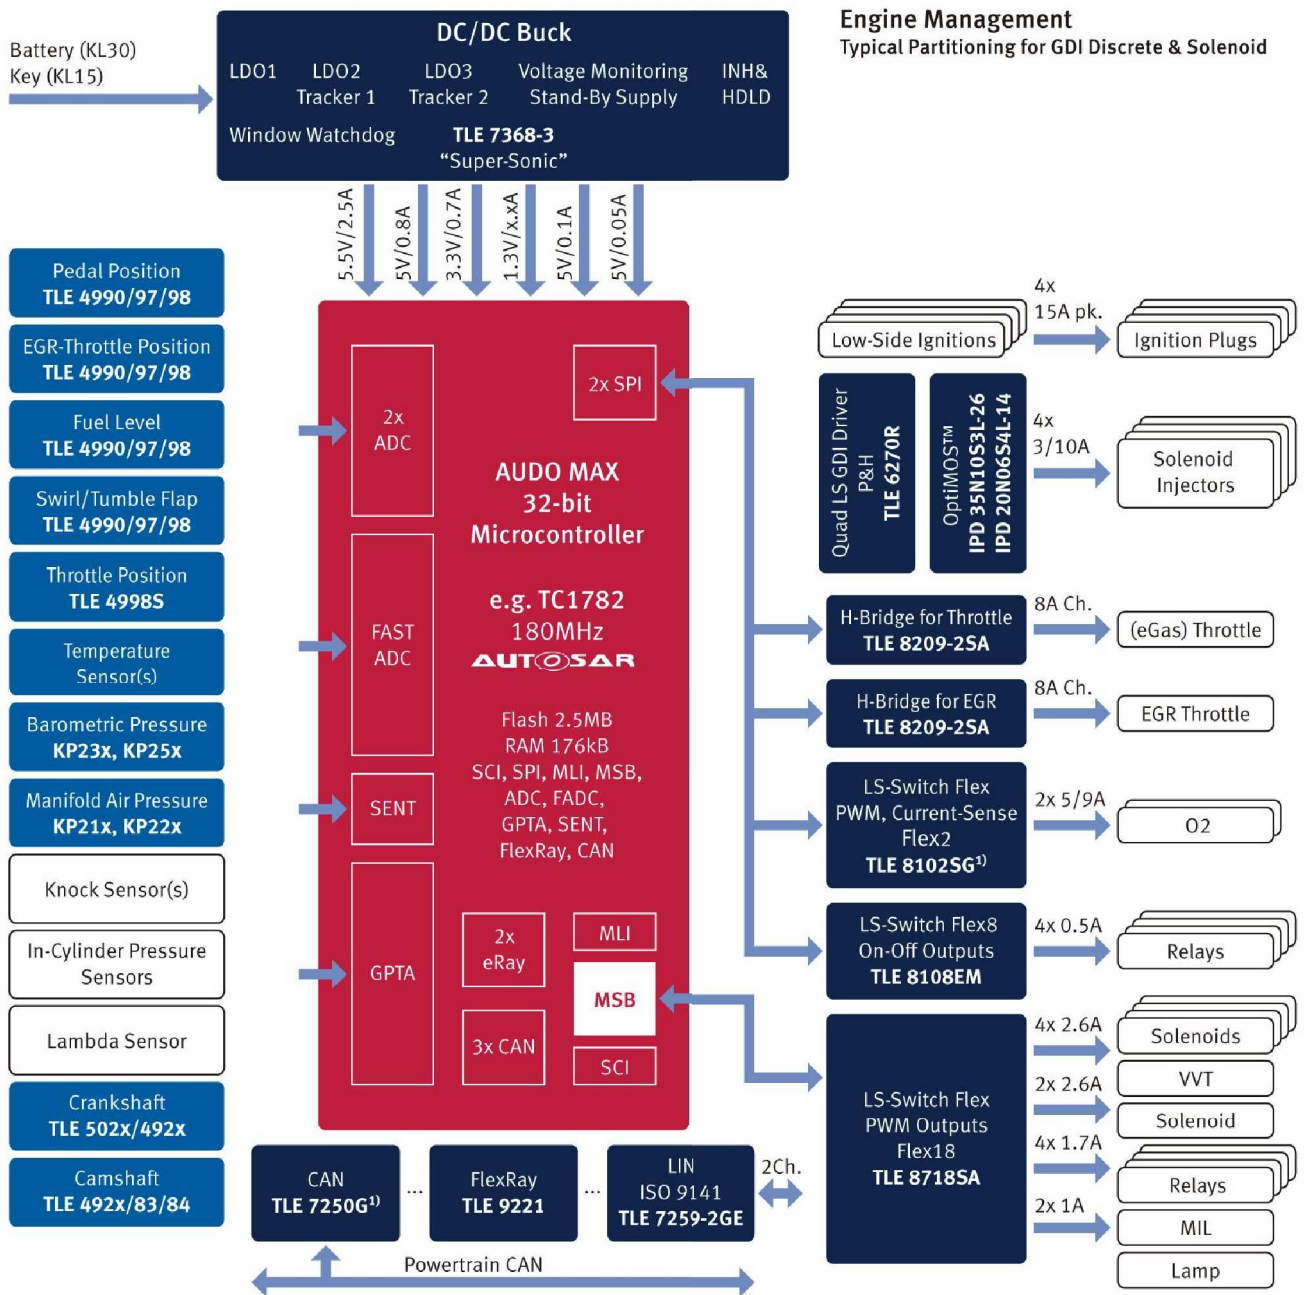 Engine Management
Typical Partitioning for GDI Discrete & Solenoid
Battery (KL30)
Key (KL15)
DC/DC Buck
LDO1
LDO2
Tracker 1
LDO3
Tracker 2
Voltage Monitoring
Stand-By Supply
INH&
HDLD
Window Watchdog
TLE 7368-3
“Super-Sonic”
5.5V/2.5A
5V/0.8A
3.3V/0.7A
1.3V/x.xA
5V/0.1A
5V/0.05A
Pedal Position
TLE 4990/97/98
EGR-Throttle Position
TLE 4990/97/98
Fuel Level
TLE 4990/97/98
Swirl/Tumble Flap
TLE 4990/97/98
Throttle Position
TLE 4998S
Temperature
Sensor(s)
Barometric Pressure
KP23x, KP25x
Manifold Air Pressure
KP21x, KP22x
Knock Sensor(s)
In-Cylinder Pressure
Sensors
Lambda Sensor
Crankshaft
TLE 502x/492x
Camshaft
TLE 492x/83/84
2x
ADC
FAST
ADC
SENT
GPTA
2x SPI
AUDO MAX
32-bit
Microcontroller
e.g. TC1782
180MHz
AUTOSAR
Flash 2.5MB
RAM 176kB
SCI, SPI, MLI, MSB,
ADC, FADC,
GPTA, SENT,
FlexRay, CAN
2x
eRay
3x CAN
MLI
MSB
SCI
CAN
TLE 7250G¹⁾
...
FlexRay
TLE 9221
...
LIN
ISO 9141
TLE 7259-2GE
2Ch.
Powertrain CAN
Low-Side Ignitions
4x
15A pk.
Ignition Plugs
Quad LS GDI Driver
P&H
TLE 6270R
OptiMOS™
IPD 35N10S3L-26
IPD 20N06S4L-14
4x
3/10A
Solenoid
Injectors
H-Bridge for Throttle
TLE 8209-2SA
8A Ch.
(eGas) Throttle
H-Bridge for EGR
TLE 8209-2SA
8A Ch.
EGR Throttle
LS-Switch Flex
PWM, Current-Sense
Flex2
TLE 8102SG¹⁾
2x 5/9A
O2
LS-Switch Flex8
On-Off Outputs
TLE 8108EM
4x 0.5A
Relays
LS-Switch Flex
PWM Outputs
Flex18
TLE 8718SA
4x 2.6A
Solenoids
VVT
2x 2.6A
Solenoid
4x 1.7A
Relays
2x 1A
MIL
Lamp